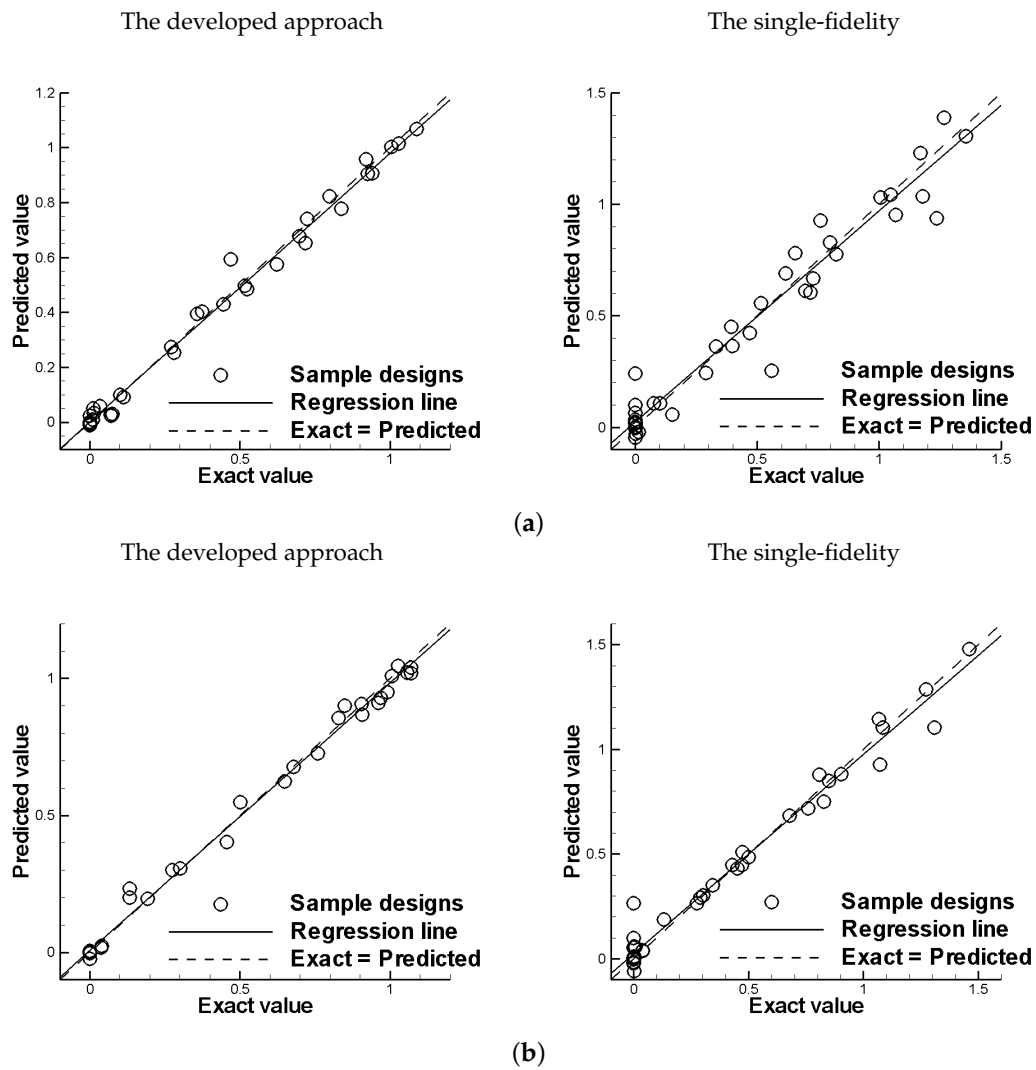 The developed approach
The single-fidelity
1.2
1
0.8
0.6
0.4
0.2
0
Predicted value
Sample designs
Regression line
Exact = Predicted
0
0.5
1
Exact value
1.5
1
0.5
0
Predicted value
Sample designs
Regression line
Exact = Predicted
0
0.5
1
1.5
Exact value
(a)
The developed approach
The single-fidelity
1
0.5
0
Predicted value
Sample designs
Regression line
Exact = Predicted
0
0.5
1
Exact value
1.5
1
0.5
0
Predicted value
Sample designs
Regression line
Exact = Predicted
0
0.5
1
1.5
Exact value
(b)